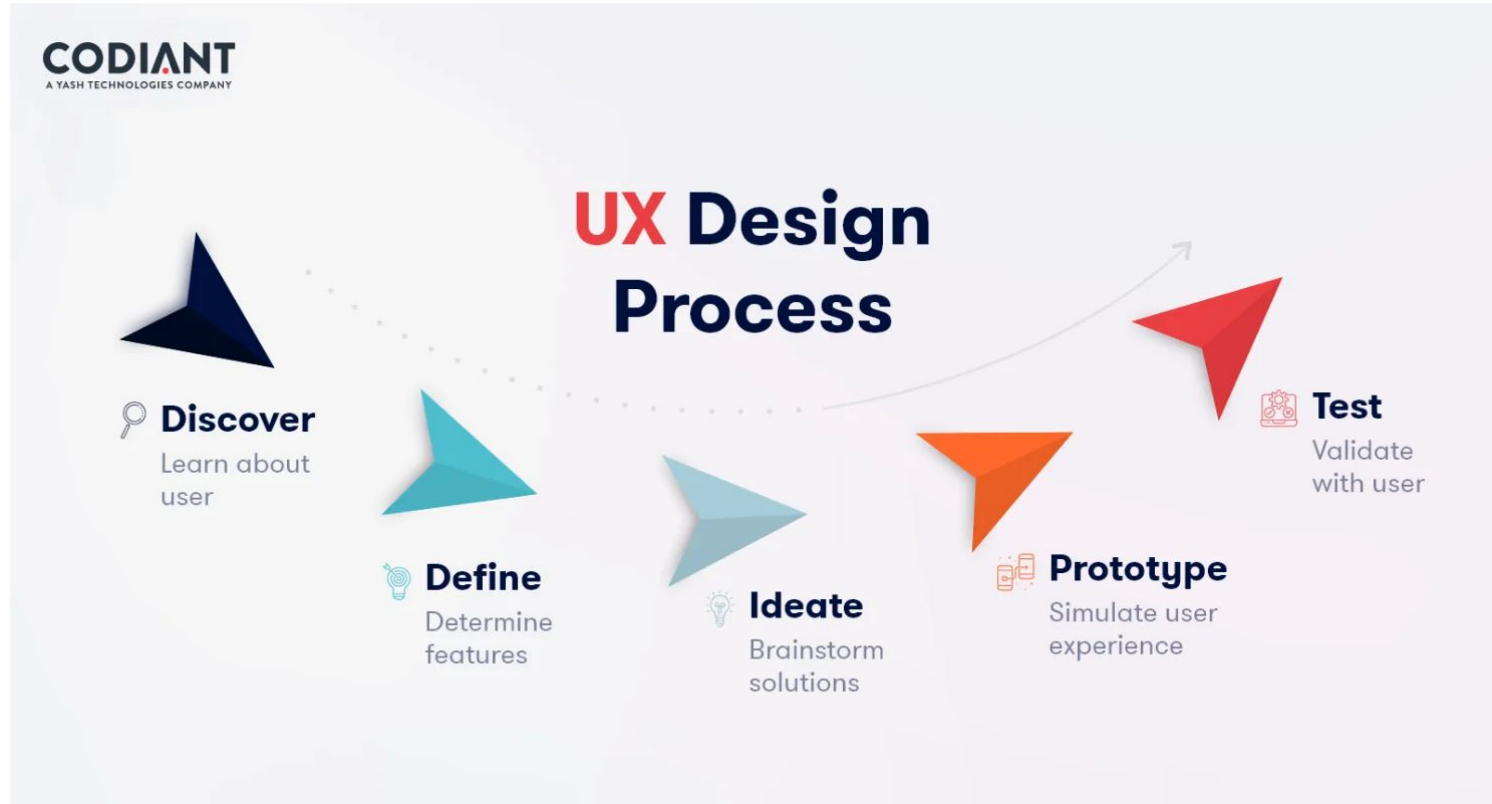 CODIANT
A YASH TECHNOLOGIES COMPANY
UX Design
Process
Discover
Learn about
user
Define
Determine
features
Ideate
Brainstorm
solutions
Prototype
Simulate user
experience
Test
Validate
with user